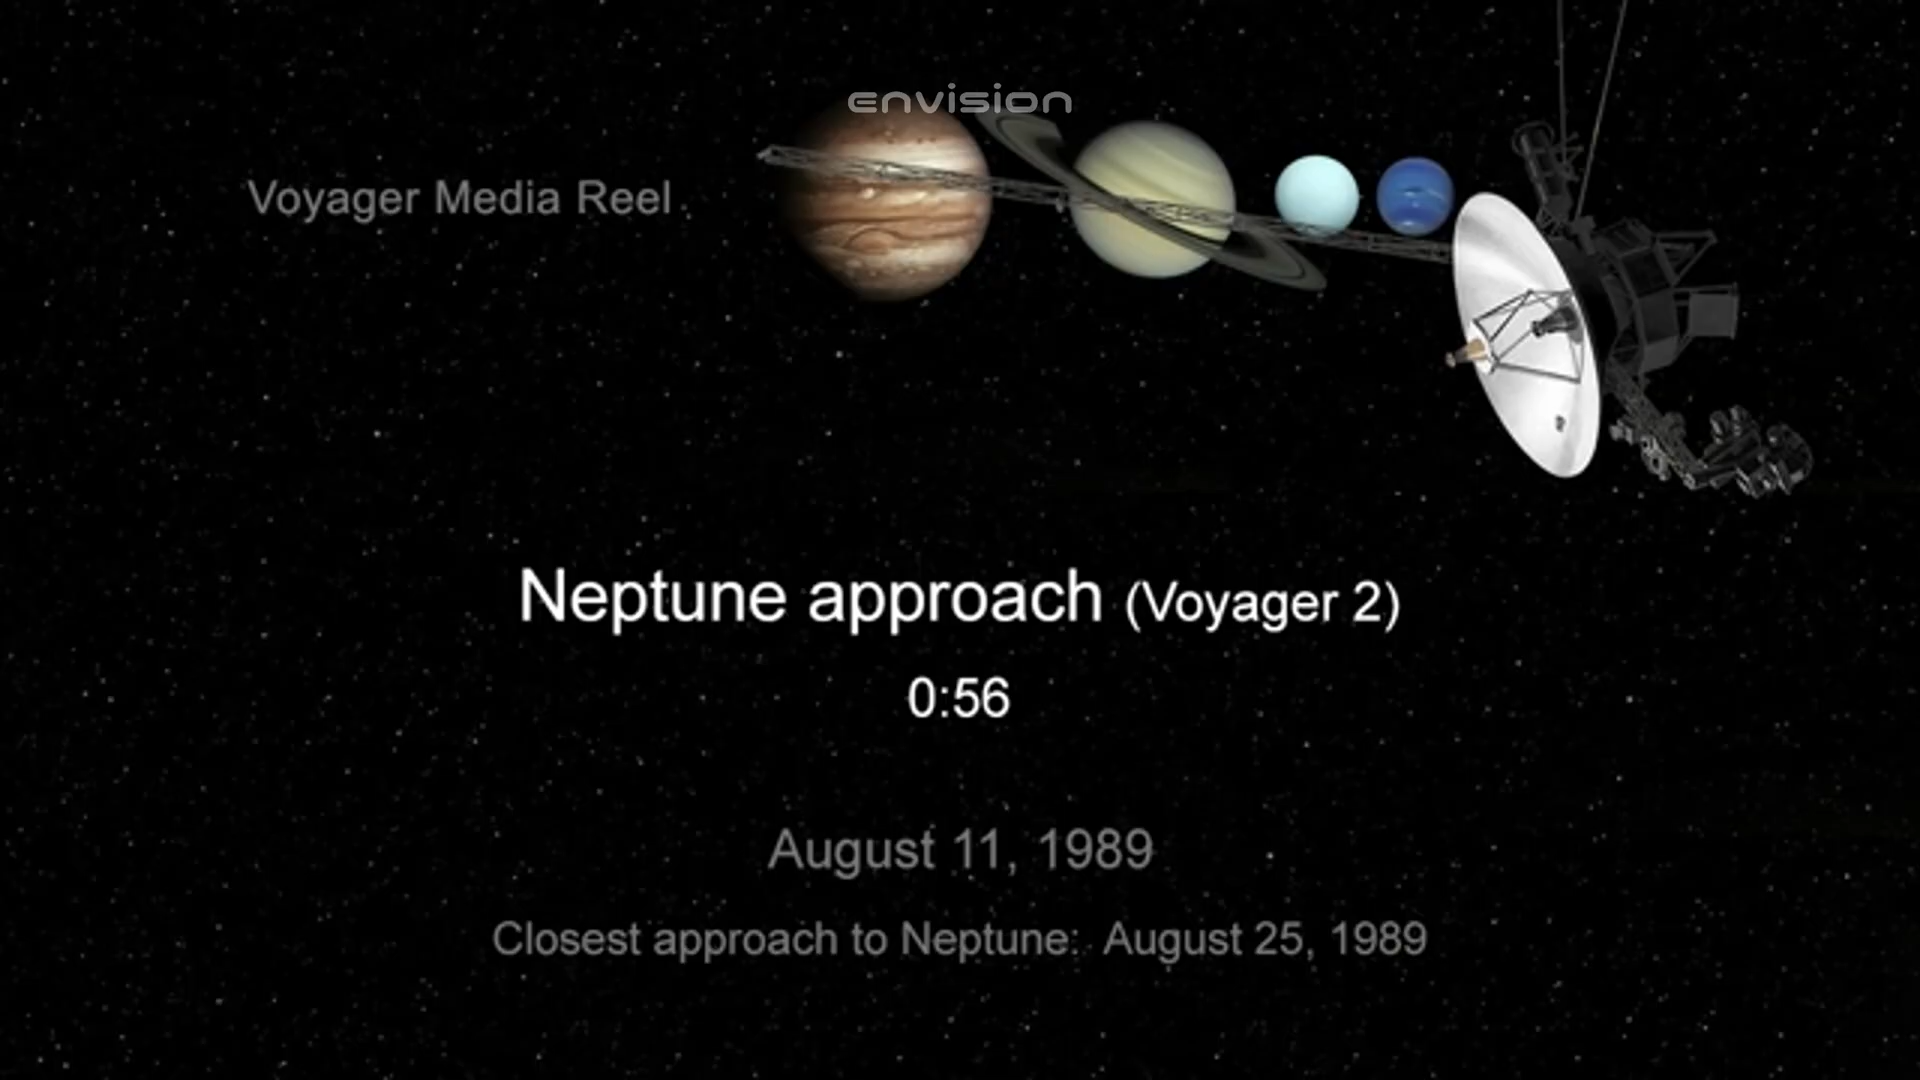 envision
Voyager Media Reel
Neptune approach (Voyager 2)
0:56
August 11, 1989
Closest approach to Neptune: August 25, 1989